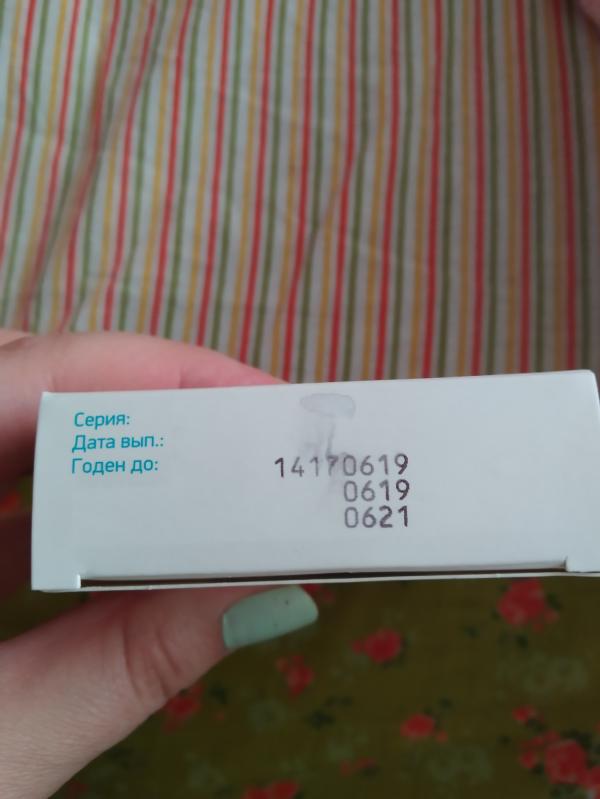 Серия:
Дата вып.:
Годен до:
14170619
0619
0621